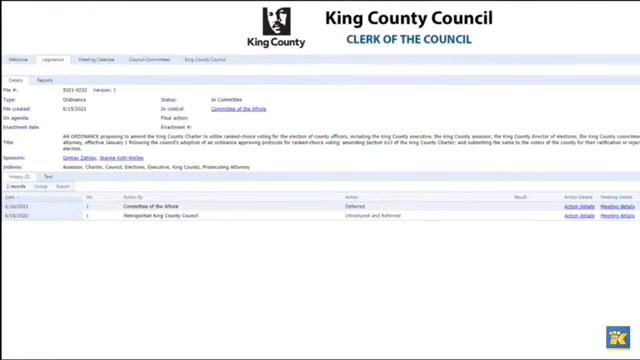 King County
King County Council
CLERK OF THE COUNCIL
Welcome Legislation Meeting Calendar Council Committees King County Council
Details Reports
File #: 2021-0232 Version: 1
Type: Ordinance Status: In Committee
File created: 6/15/2021 In control: Committee of the Whole
On agenda: Final action:
Enactment date: Enactment #:
AN ORDINANCE proposing to amend the King County Charter to utilize ranked-choice voting for the election of county officers, including the King County executive, the King County assessor, the King County director of elections, the King County councilmem
Title: attorney, effective January 1 following the council's adoption of an ordinance approving protocols for ranked-choice voting; amending Section 610 of the King County Charter; and submitting the same to the voters of the county for their ratification or rejec
election.
Sponsors: Girmay Zahilay, Jeanne Kohl-Welles
Indexes: Assessor, Charter, Council, Elections, Executive, King County, Prosecuting Attorney
History (2) Text
2 records Group Export
Date Ver. Action By Action Result Action Details Meeting Details
6/16/2021 1 Committee of the Whole Deferred Action details Meeting details
6/15/2021 1 Metropolitan King County Council Introduced and Referred Action details Meeting details
K